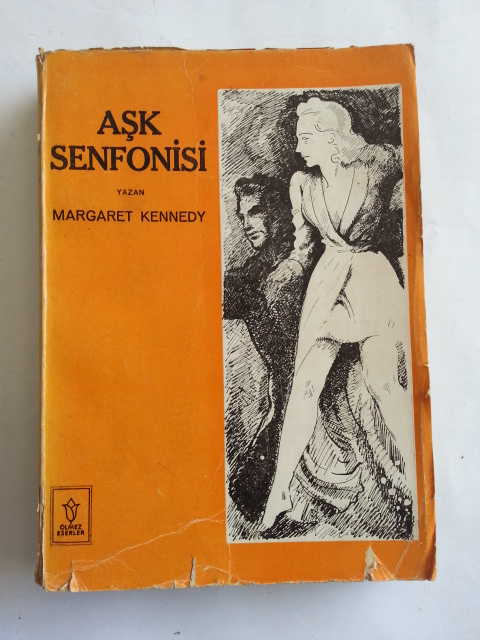 AŞK
SENFONİSİ
YAZAN
MARGARET KENNEDY
ÖLMEZ
ESERLER